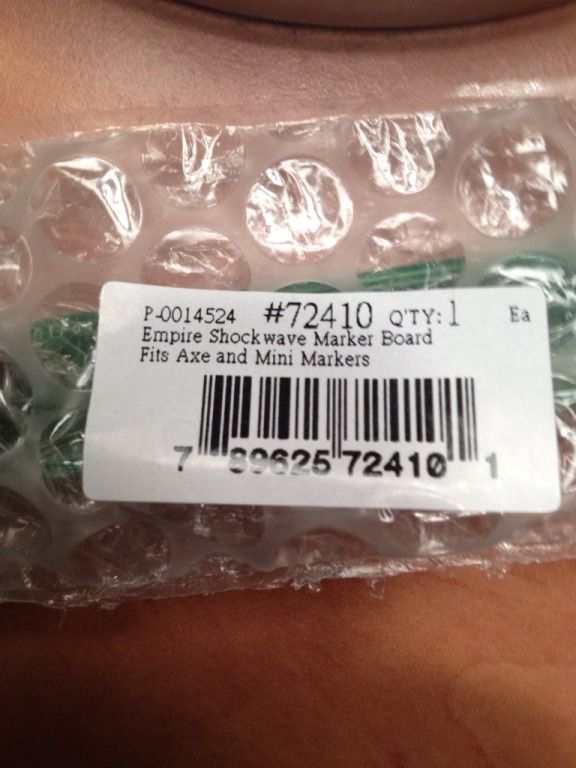 P-0014524 #72410 Q'TY: 1 Ea
Empire Shockwave Marker Board
Fits Axe and Mini Markers
7 89625 72410 1